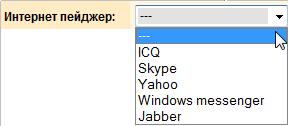 Интернет пейджер: ---
---
ICQ
Skype
Yahoo
Windows messenger
Jabber